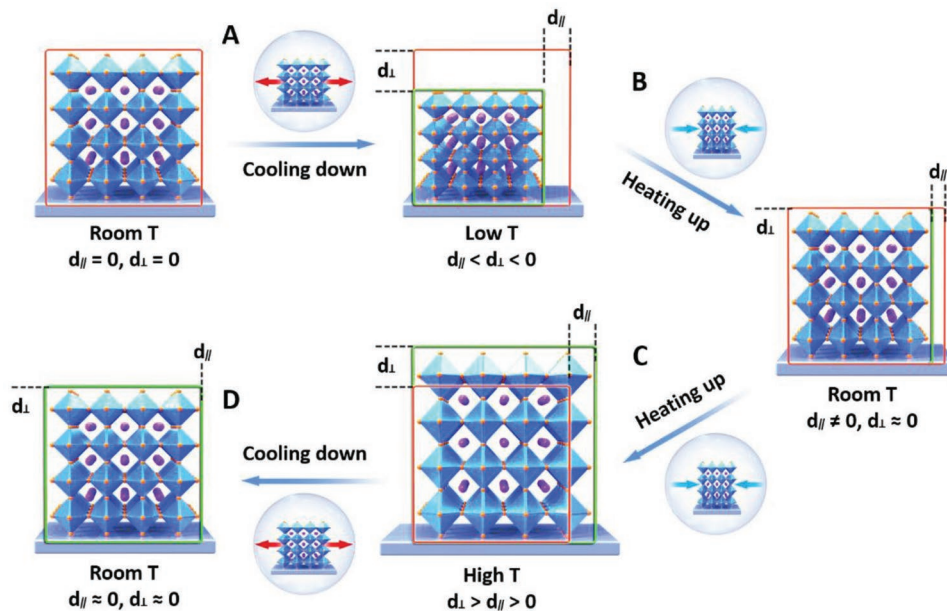 A
Cooling down
Room T
d∥ = 0, d⊥ = 0
d∥
d⊥
Low T
d∥ < d⊥ < 0
B
Heating up
d∥
d⊥
Room T
d∥ ≠ 0, d⊥ ≈ 0
C
Heating up
d∥
d⊥
High T
d⊥ > d∥ > 0
D
Cooling down
d∥
d⊥
Room T
d∥ ≈ 0, d⊥ ≈ 0